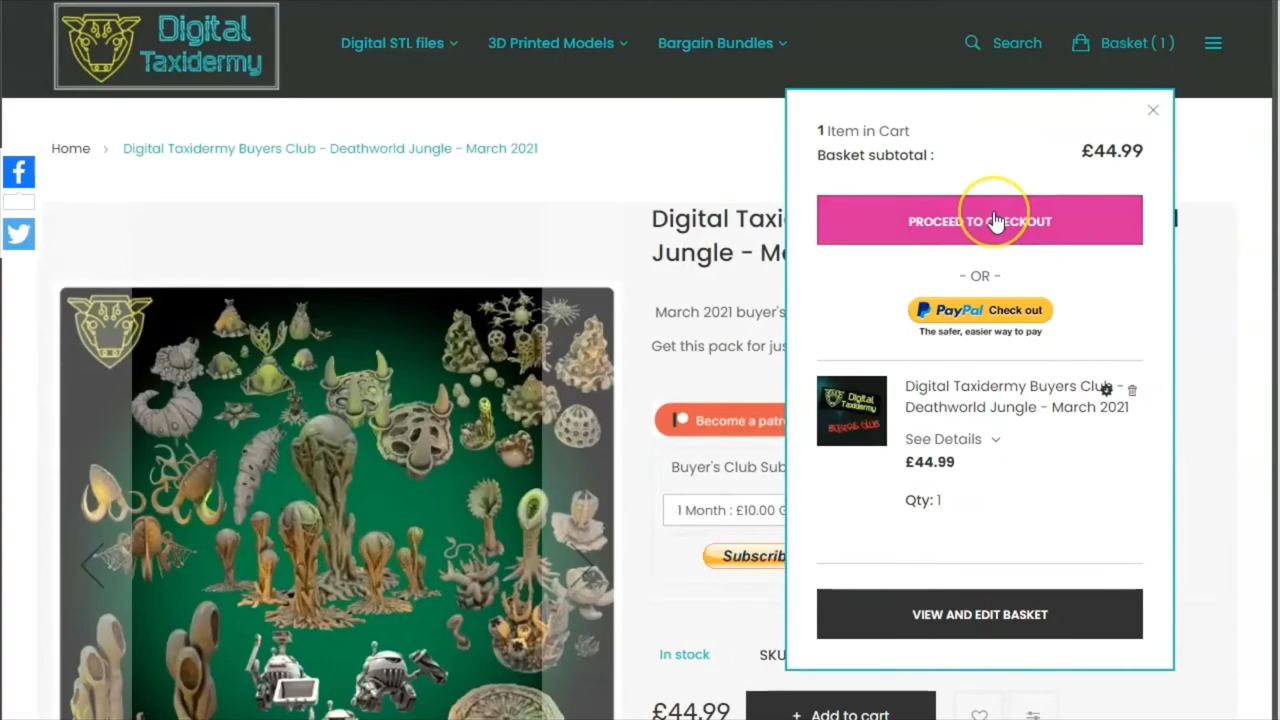 Digital
Taxidermy
Digital STL files
3D Printed Models
Bargain Bundles
Search
Basket ( 1 )
Home
Digital Taxidermy Buyers Club - Deathworld Jungle - March 2021
1 Item in Cart
Basket subtotal :
£44.99
PROCEED TO CHECKOUT
- OR -
PayPal Check out
The safer, easier way to pay
Digital Taxidermy Buyers Club -
Deathworld Jungle - March 2021
See Details
£44.99
Qty: 1
VIEW AND EDIT BASKET
Digital
Taxidermy
BUYERS CLUB
Digital Taxi
Jungle -
March 2021 buyer's
Get this pack for
Become a
Buyer's Club
1 Month : £10.00
In stock
SKU
£44.99
+ Add to cart